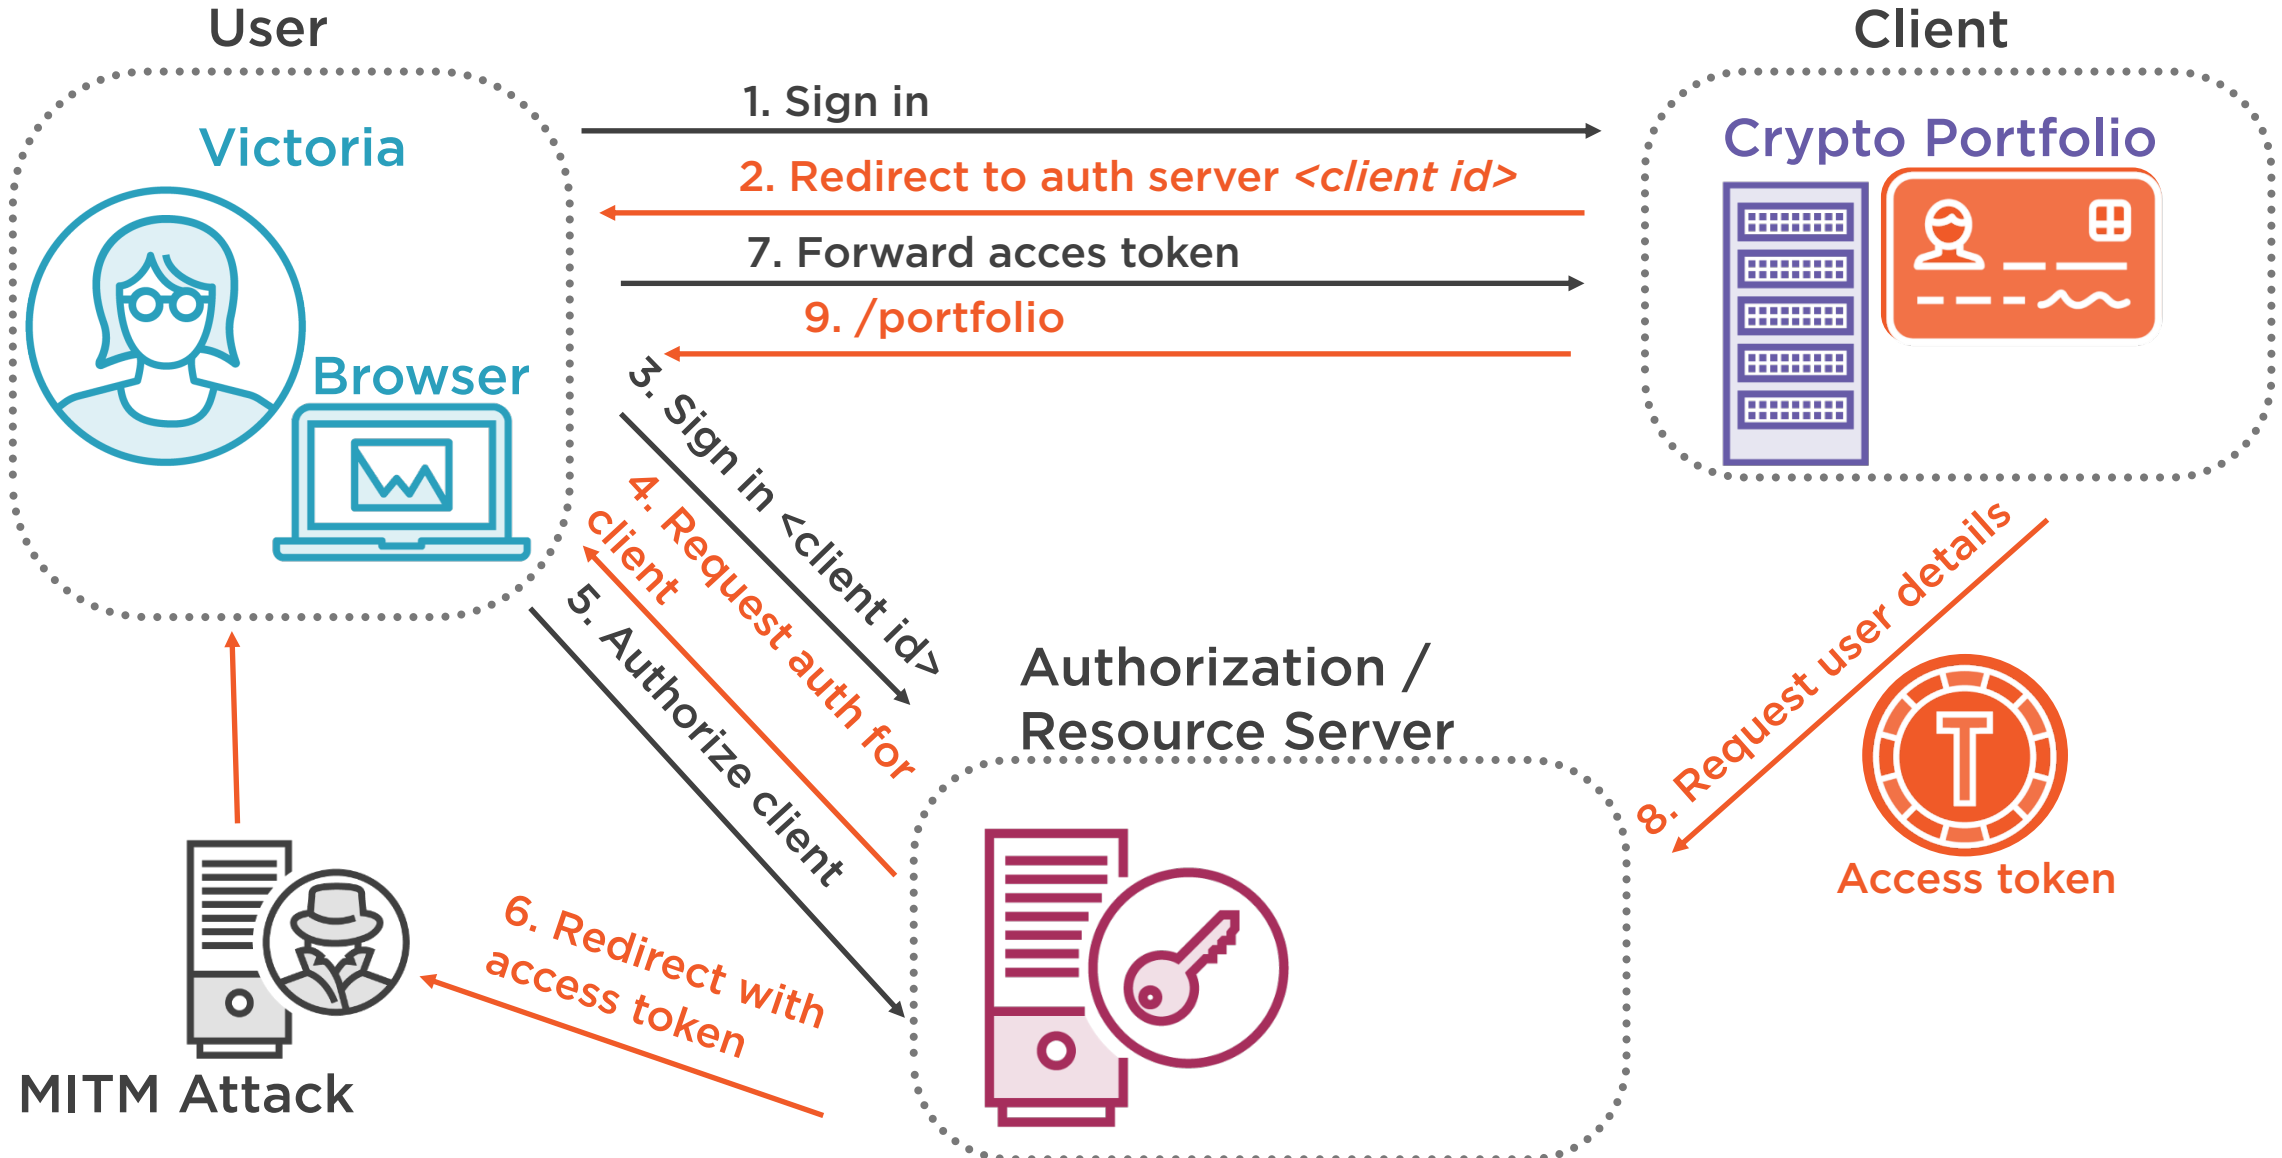 User
Client
Victoria
Browser
1. Sign in
2. Redirect to auth server <client id>
7. Forward acces token
9. /portfolio
Crypto Portfolio
3. Sign in <client id>
4. Request auth for
client
5. Authorize client
6. Redirect with
access token
8. Request user details
Authorization /
Resource Server
T
Access token
MITM Attack